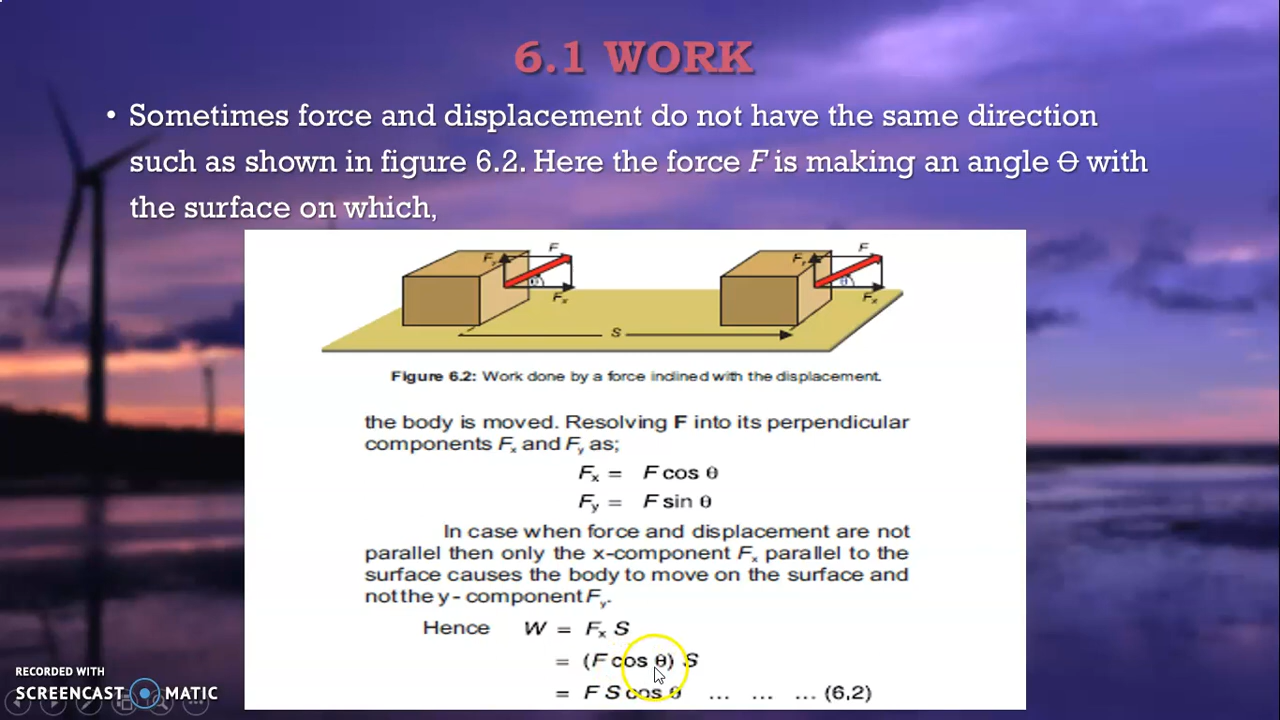 6.1 WORK
• Sometimes force and displacement do not have the same direction
such as shown in figure 6.2. Here the force F is making an angle Ɵ with
the surface on which,
F F
Fy Fy
θ θ
Fx Fx
S
Figure 6.2: Work done by a force inclined with the displacement.
the body is moved. Resolving F into its perpendicular
components Fx and Fy as;
Fx = F cos θ
Fy = F sin θ
In case when force and displacement are not
parallel then only the x-component Fx parallel to the
surface causes the body to move on the surface and
not the y - component Fy.
Hence W = Fx S
= (F cos θ) S
= F S cos θ ... ... ... (6,2)
RECORDED WITH
SCREENCAST MATIC